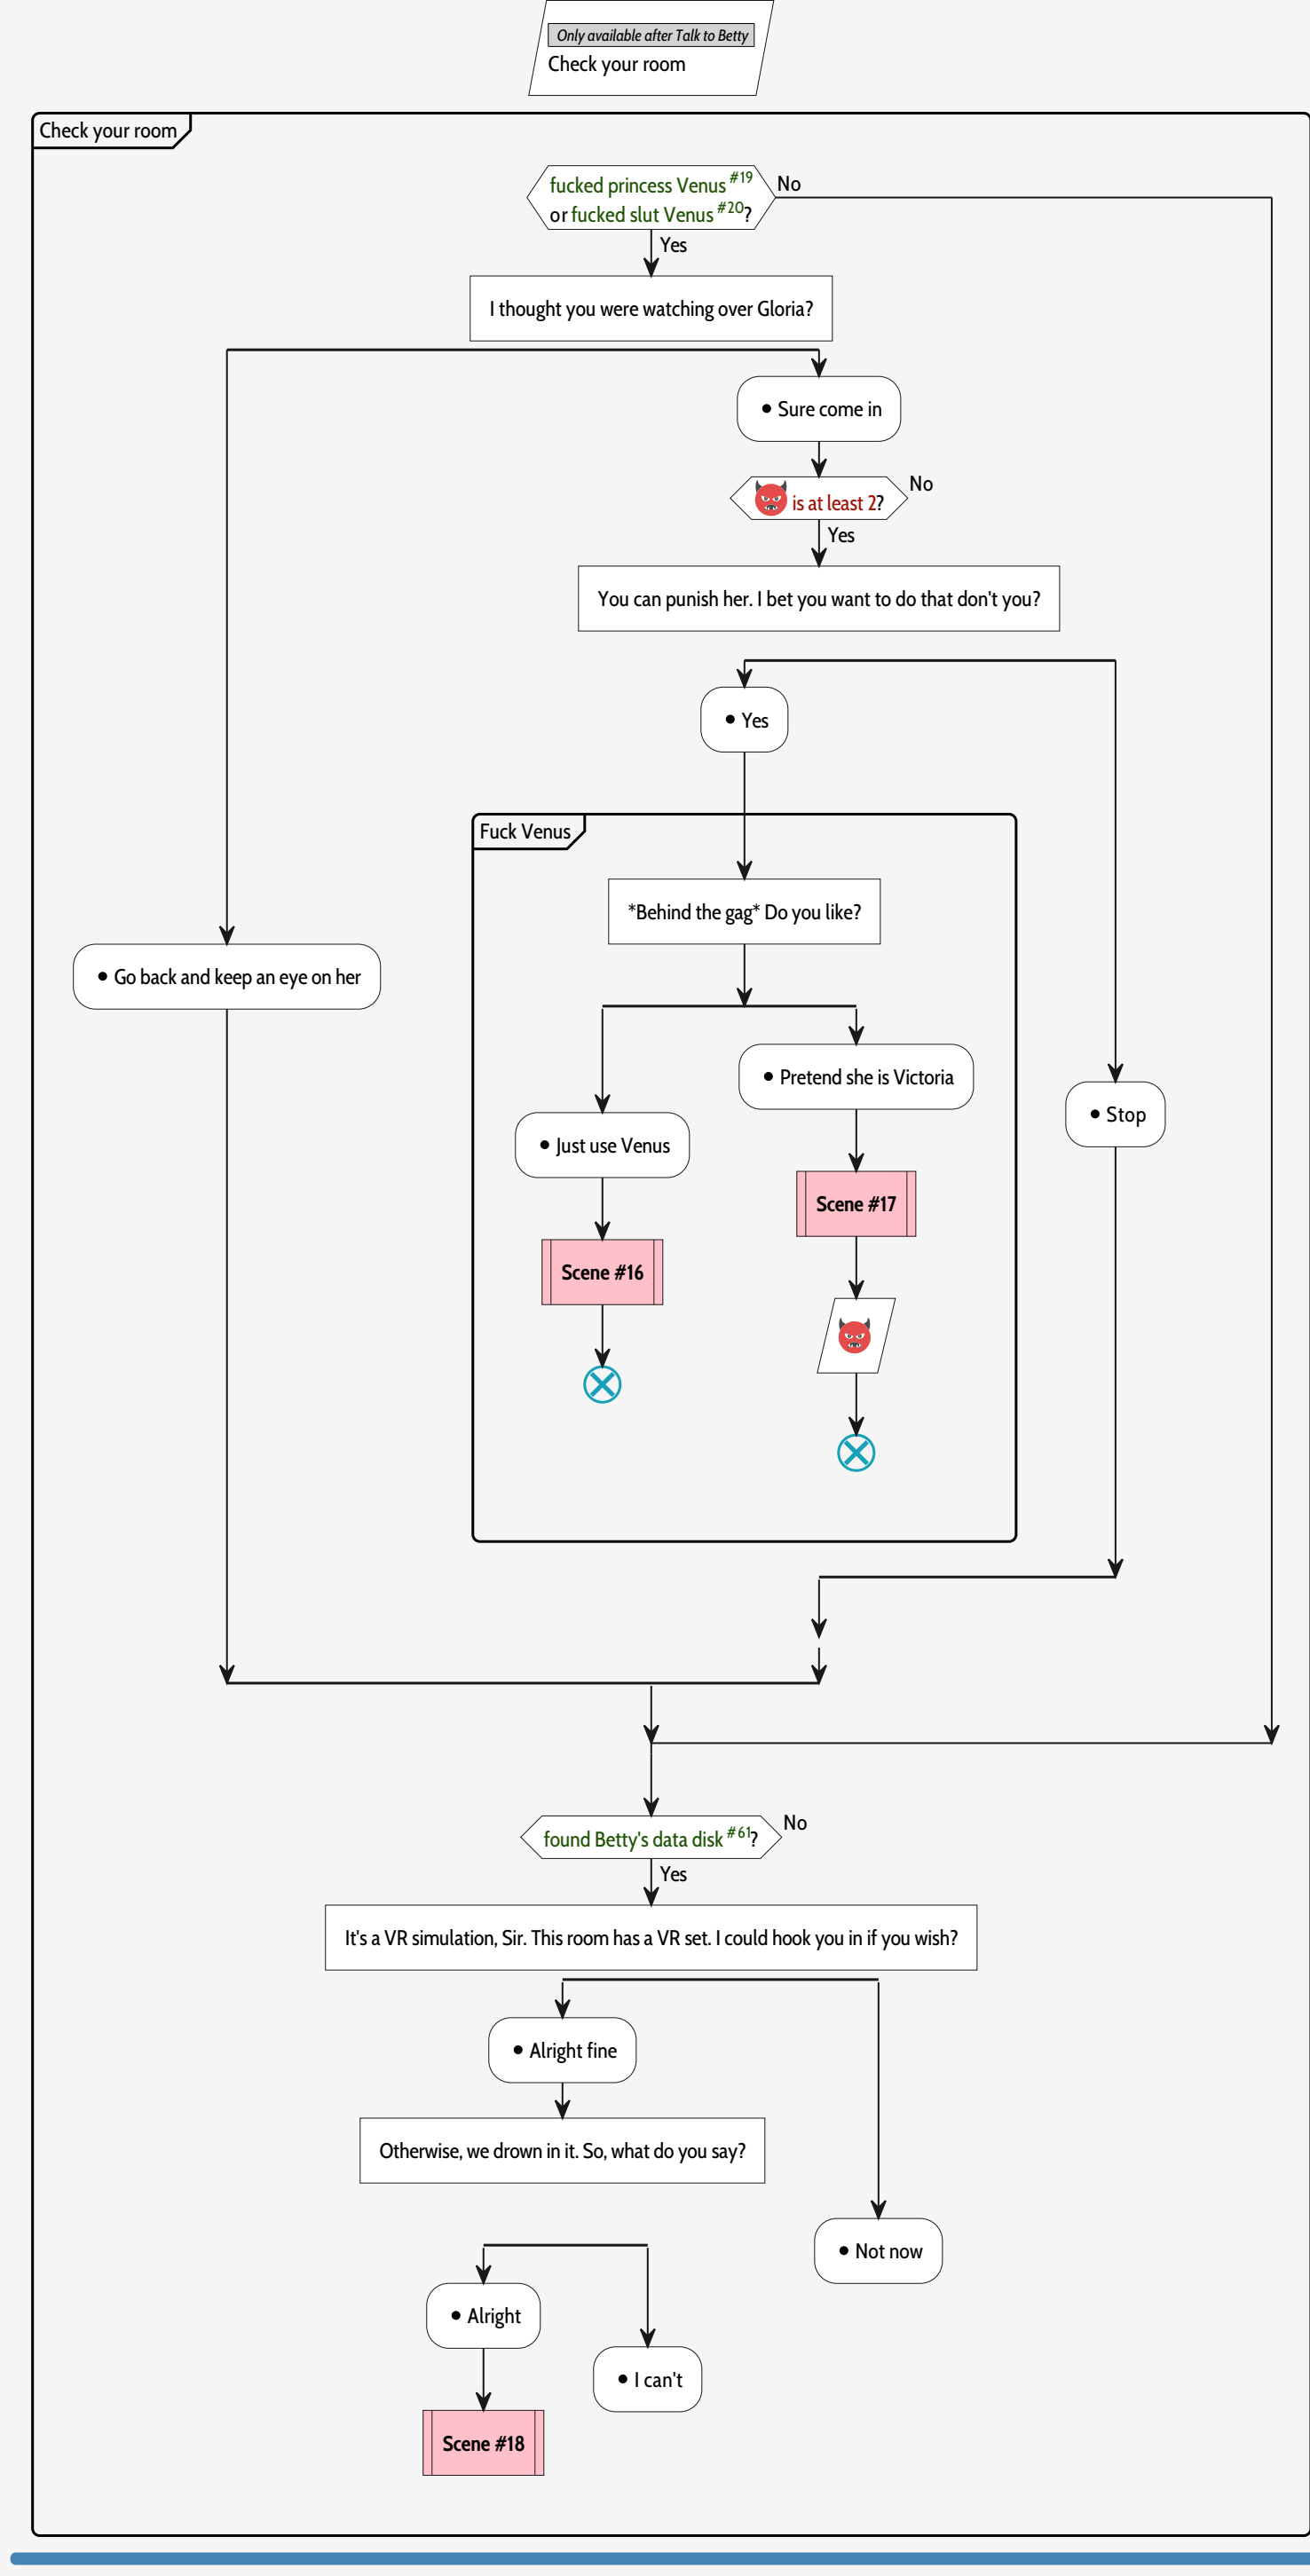 Only available after Talk to Betty
Check your room
Check your room
fucked princess Venus #19
or fucked slut Venus #20?
No
Yes
I thought you were watching over Gloria?
• Sure come in
is at least 2?
No
Yes
You can punish her. I bet you want to do that don't you?
• Yes
Fuck Venus
*Behind the gag* Do you like?
• Go back and keep an eye on her
• Pretend she is Victoria
• Stop
• Just use Venus
Scene #17
Scene #16
found Betty's data disk #61?
No
Yes
It's a VR simulation, Sir. This room has a VR set. I could hook you in if you wish?
• Alright fine
Otherwise, we drown in it. So, what do you say?
• Not now
• Alright
• I can't
Scene #18